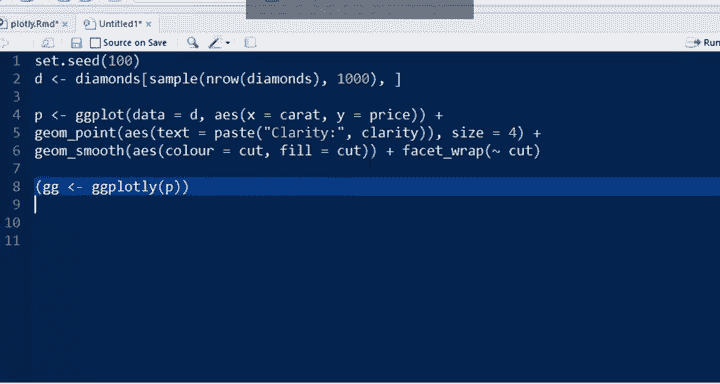 plotly.Rmd* × Untitled1* ×
Source on Save Run
1 set.seed(100)
2 d <- diamonds[sample(nrow(diamonds), 1000), ]
3
4 p <- ggplot(data = d, aes(x = carat, y = price)) +
5 geom_point(aes(text = paste("Clarity:", clarity)), size = 4) +
6 geom_smooth(aes(colour = cut, fill = cut)) + facet_wrap(~ cut)
7
8 (gg <- ggplotly(p))
9
10
11